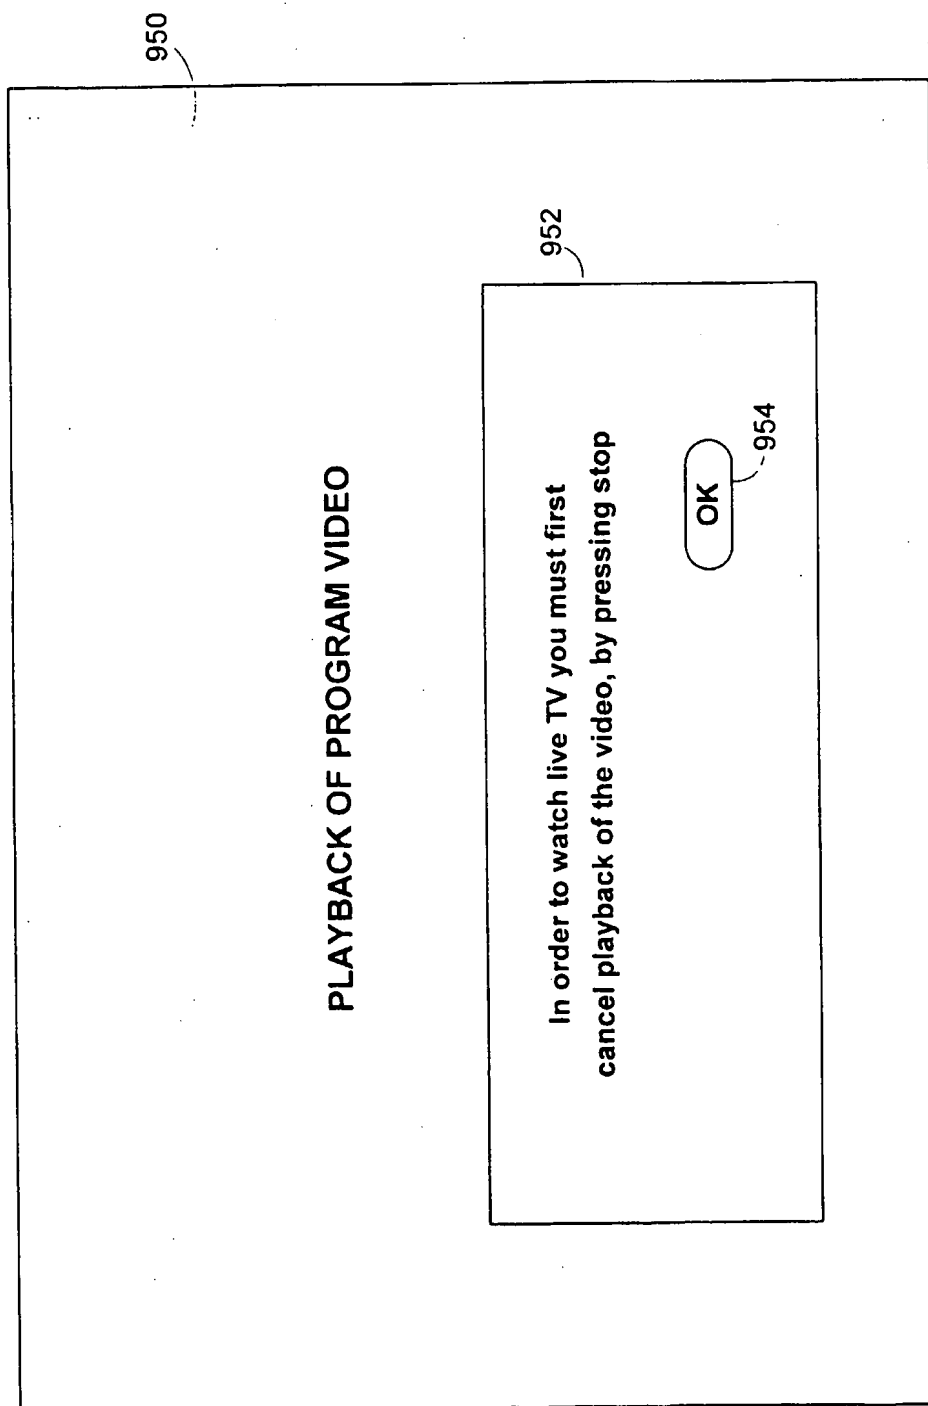 950
PLAYBACK OF PROGRAM VIDEO
952
In order to watch live TV you must first
cancel playback of the video, by pressing stop
OK
954